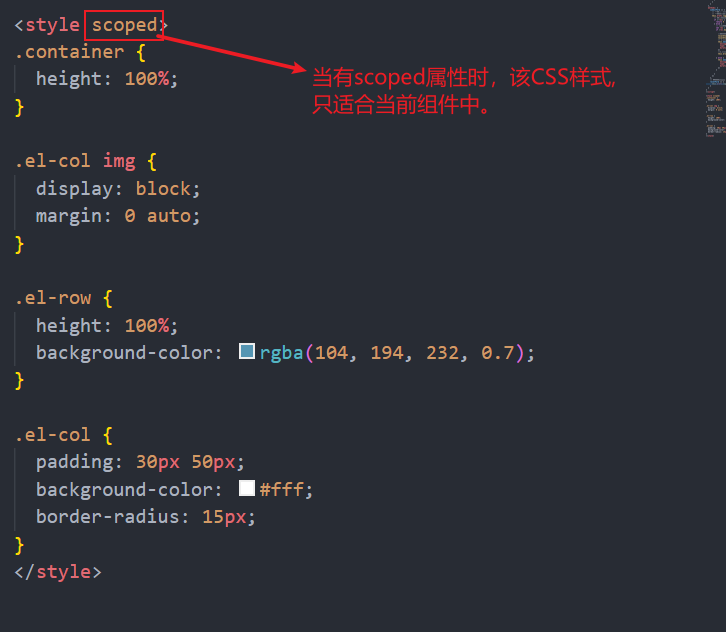 <style scoped>
.container {
height: 100%;
}
当有scoped属性时，该CSS样式,
只适合当前组件中。
.el-col img {
display: block;
margin: 0 auto;
}
.el-row {
height: 100%;
background-color: rgba(104, 194, 232, 0.7);
}
.el-col {
padding: 30px 50px;
background-color: #fff;
border-radius: 15px;
}
</style>